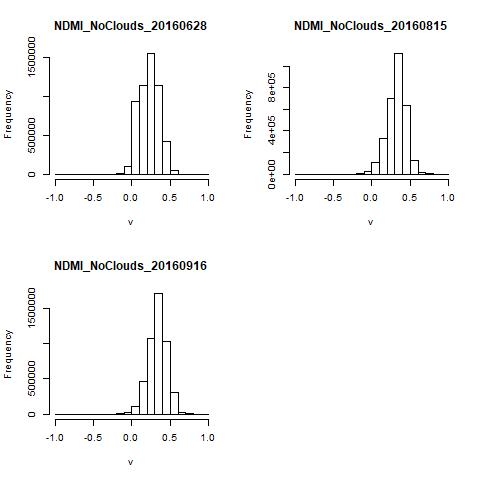 NDMI_NoClouds_20160628
Frequency
0
5000000
15000000
-1.0 -0.5 0.0 0.5 1.0
v
NDMI_NoClouds_20160815
Frequency
0e+00
4e+05
8e+05
-1.0 -0.5 0.0 0.5 1.0
v
NDMI_NoClouds_20160916
Frequency
0
500000
1500000
-1.0 -0.5 0.0 0.5 1.0
v